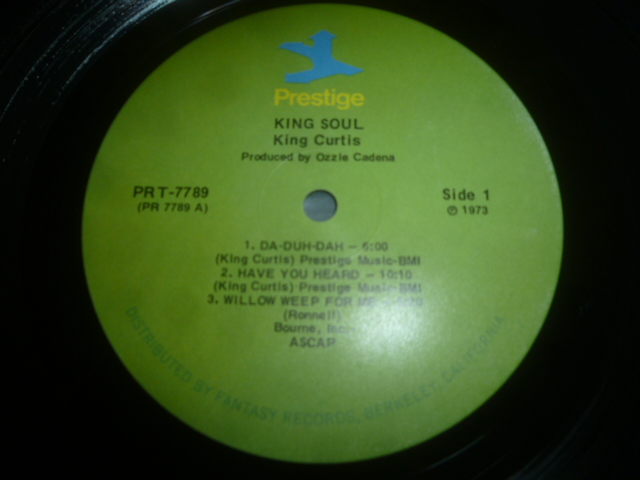 Prestige
KING SOUL
King Curtis
Produced by Ozzie Cadena
PRT-7789
(PR 7789 A)
Side 1
℗ 1973
1. DA-DUH-DAH – 6:00
(King Curtis) Prestige Music-BMI
2. HAVE YOU HEARD – 10:10
(King Curtis) Prestige Music-BMI
3. WILLOW WEEP FOR ME
(Ronnell)
Bourne, Inc.
ASCAP
DISTRIBUTED BY FANTASY RECORDS, BERKELEY, CALIFORNIA